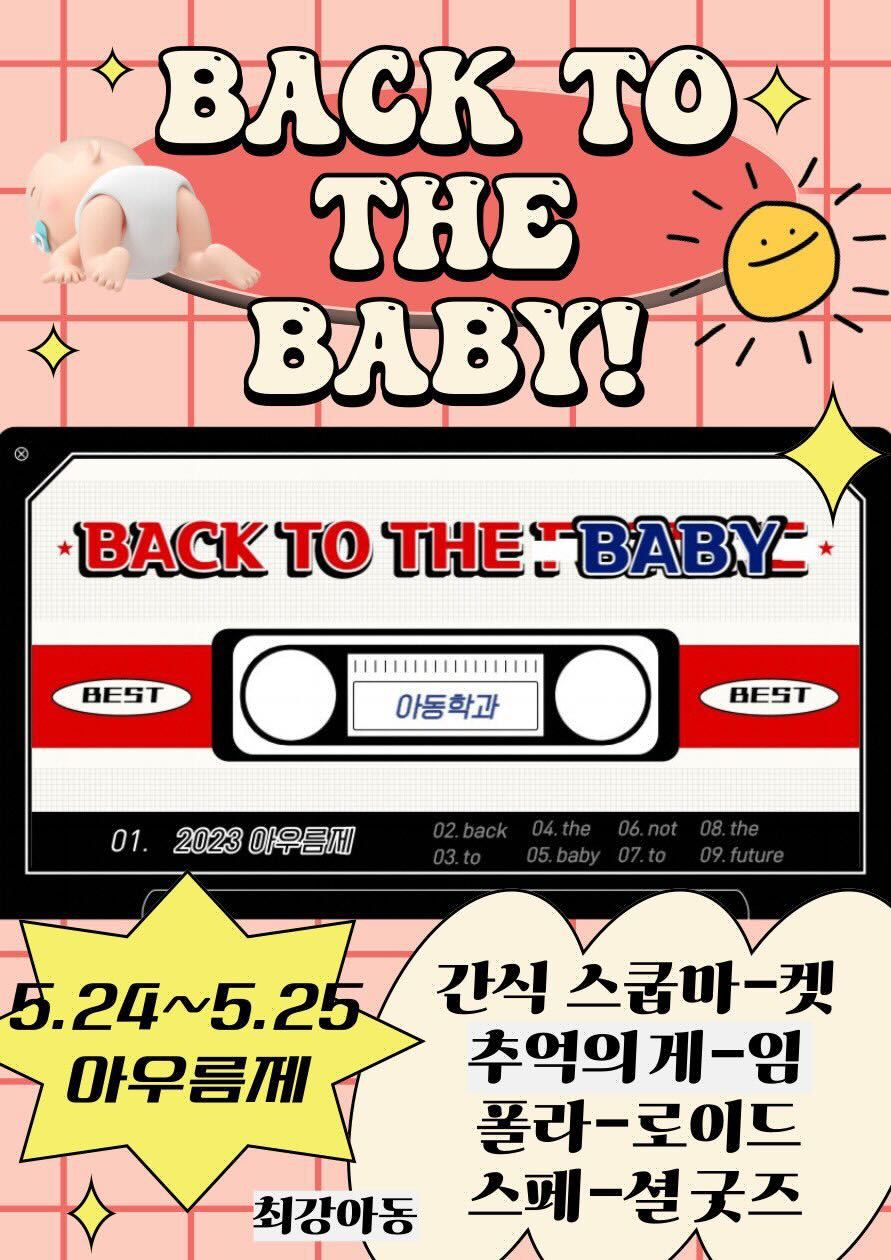 BACK TO
THE
BABY!
BACK TO THE BABY
BEST
아동학과
BEST
01. 2023 아우름제
02. back 04. the 06. not 08. the
03. to 05. baby 07. to 09. future
5.24~5.25
아우름제
간식 스쿱마-켓
추억의 게-임
폴라-로이드
스페-셜 굿즈
최강아동